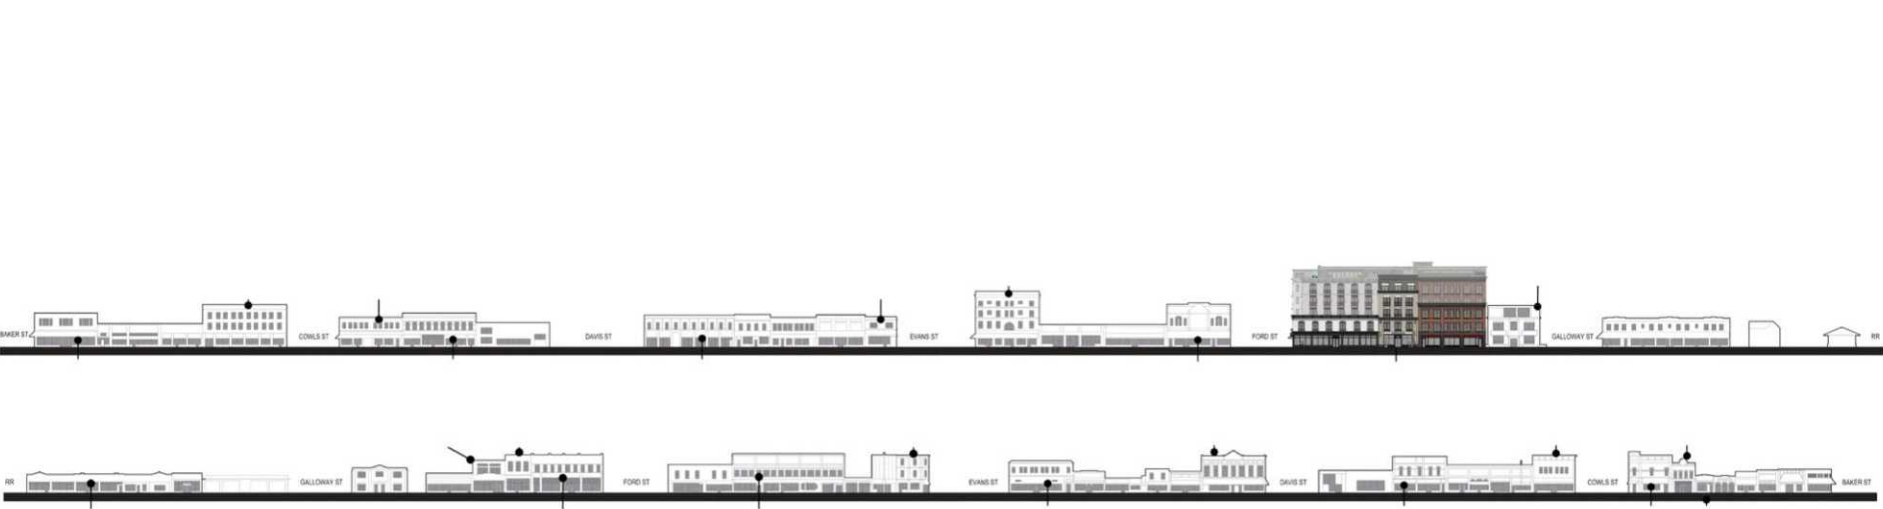 BAKER ST
COWLS ST
DAVIS ST
EVANS ST
FORD ST
GALLOWAY ST
RR
RR
GALLOWAY ST
FORD ST
EVANS ST
DAVIS ST
COWLS ST
BAKER ST